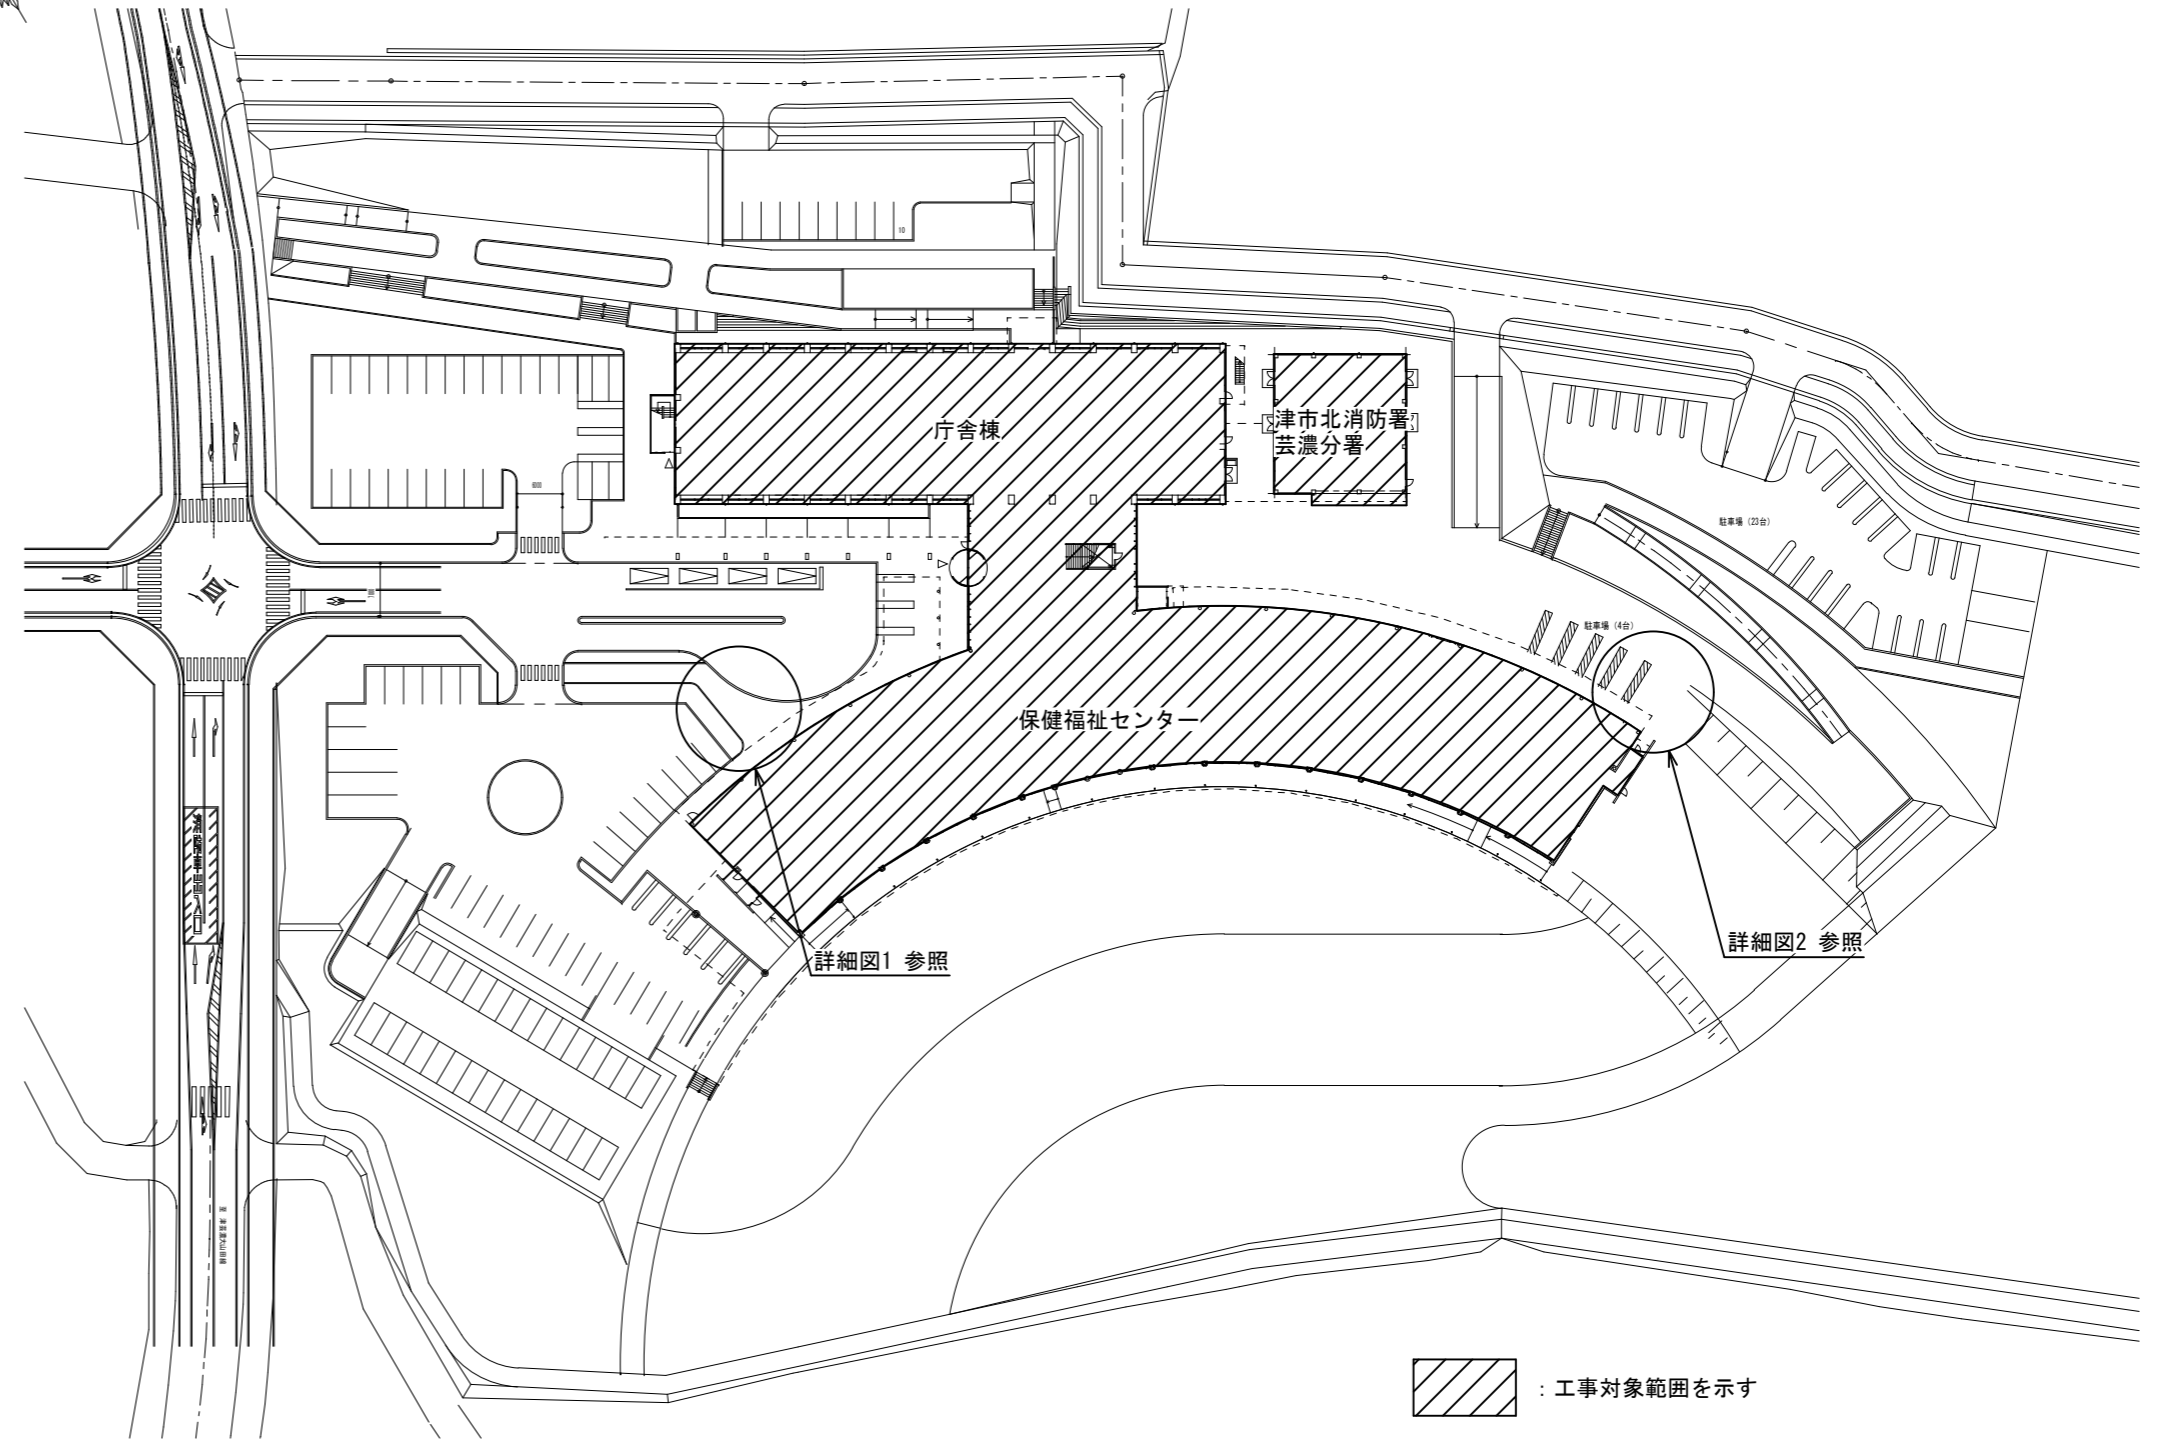 10
庁舎棟
津市北消防署
芸濃分署
6000
駐車場（23台）
駐車場（4台）
保健福祉センター
詳細図1 参照
詳細図2 参照
：工事対象範囲を示す